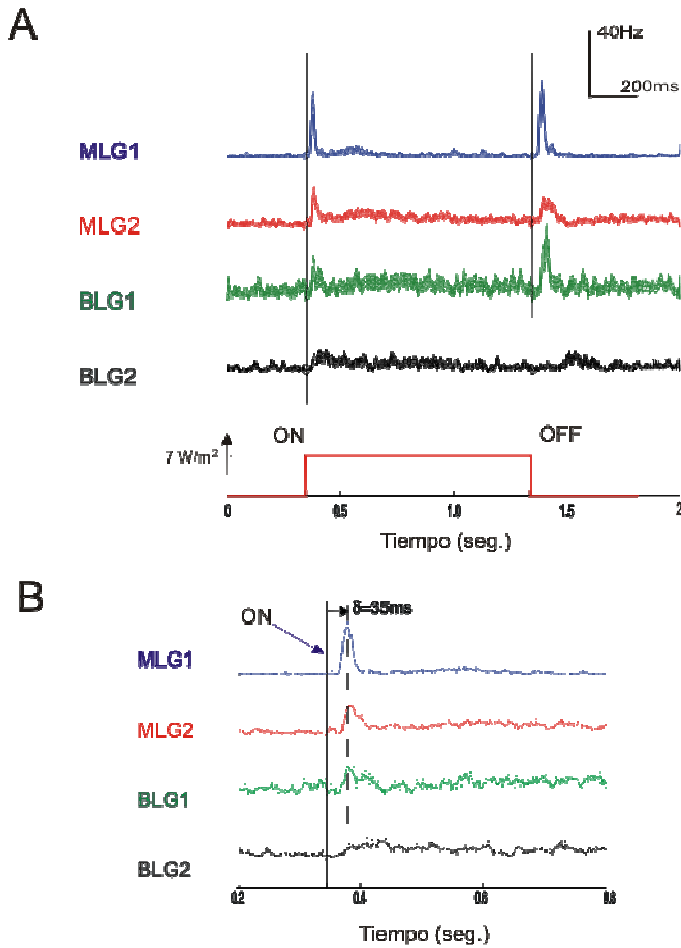 A
40Hz
200ms
MLG1
MLG2
BLG1
BLG2
ON
OFF
7 W/m²
0 0.5 1.0 1.5 2
Tiempo (seg.)
B
ON
δ=35ms
MLG1
MLG2
BLG1
BLG2
0.2 0.4 0.6 0.8
Tiempo (seg.)